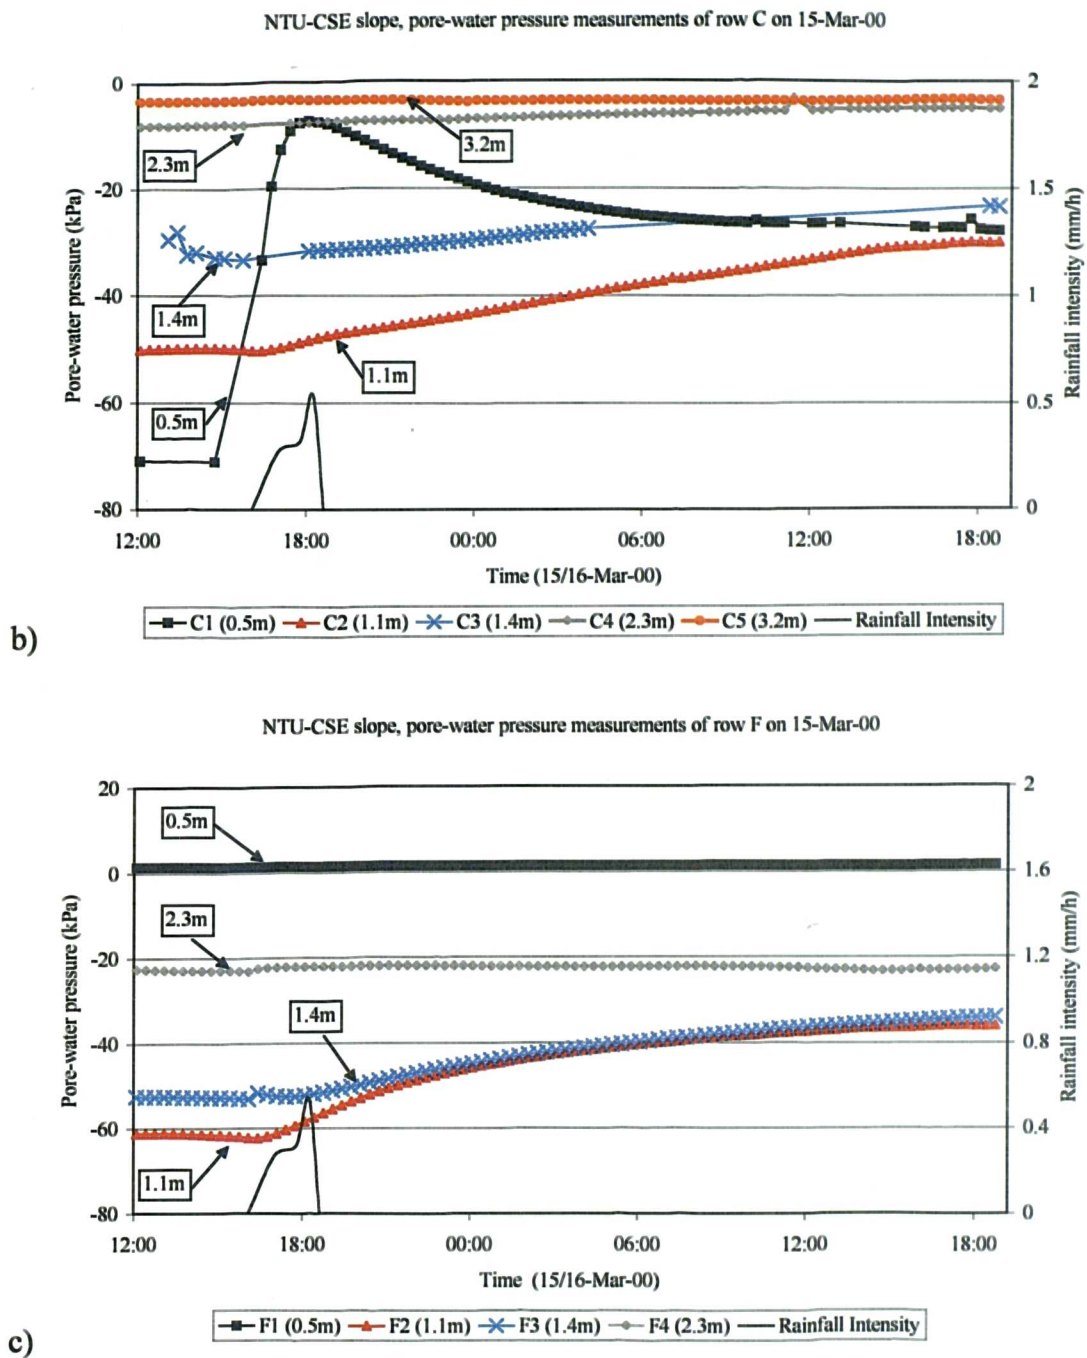 NTU-CSE slope, pore-water pressure measurements of row C on 15-Mar-00
0
-20
-40
-60
-80
Pore-water pressure (kPa)
2
1.5
1
0.5
0
Rainfall intensity (mm/h)
2.3m
3.2m
1.4m
1.1m
0.5m
12:00 18:00 00:00 06:00 12:00 18:00
Time (15/16-Mar-00)
C1 (0.5m) C2 (1.1m) C3 (1.4m) C4 (2.3m) C5 (3.2m) Rainfall Intensity
b)
NTU-CSE slope, pore-water pressure measurements of row F on 15-Mar-00
20
0
-20
-40
-60
-80
Pore-water pressure (kPa)
2
1.6
1.2
0.8
0.4
0
Rainfall intensity (mm/h)
0.5m
2.3m
1.4m
1.1m
12:00 18:00 00:00 06:00 12:00 18:00
Time (15/16-Mar-00)
F1 (0.5m) F2 (1.1m) F3 (1.4m) F4 (2.3m) Rainfall Intensity
c)